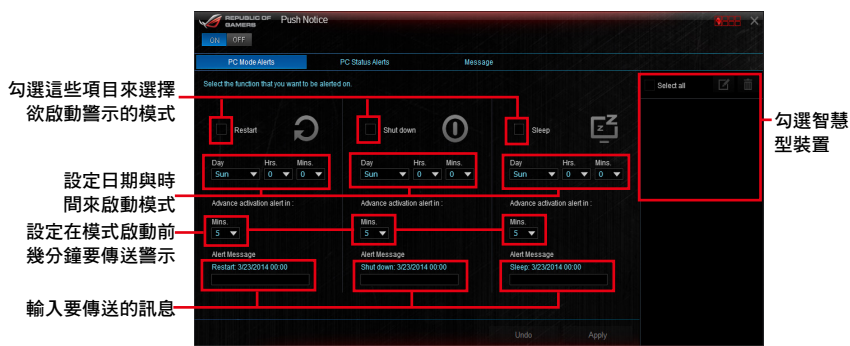 REPUBLIC OF GAMERS Push Notice
ON OFF
PC Mode Alerts PC Status Alerts Message
Select the function that you want to be alerted on.
Select all
勾選這些項目來選擇
欲啟動警示的模式
Restart Shut down Sleep
勾選智慧
型裝置
Day Hrs. Mins. Day Hrs. Mins. Day Hrs. Mins.
Sun 0 0 Sun 0 0 Sun 0 0
設定日期與時
間來啟動模式
Advance activation alert in : Advance activation alert in : Advance activation alert in :
Mins. Mins. Mins.
5 5 5
設定在模式啟動前
幾分鐘要傳送警示
Alert Message Alert Message Alert Message
Restart: 3/23/2014 00:00 Shut down: 3/23/2014 00:00 Sleep: 3/23/2014 00:00
輸入要傳送的訊息
Undo Apply